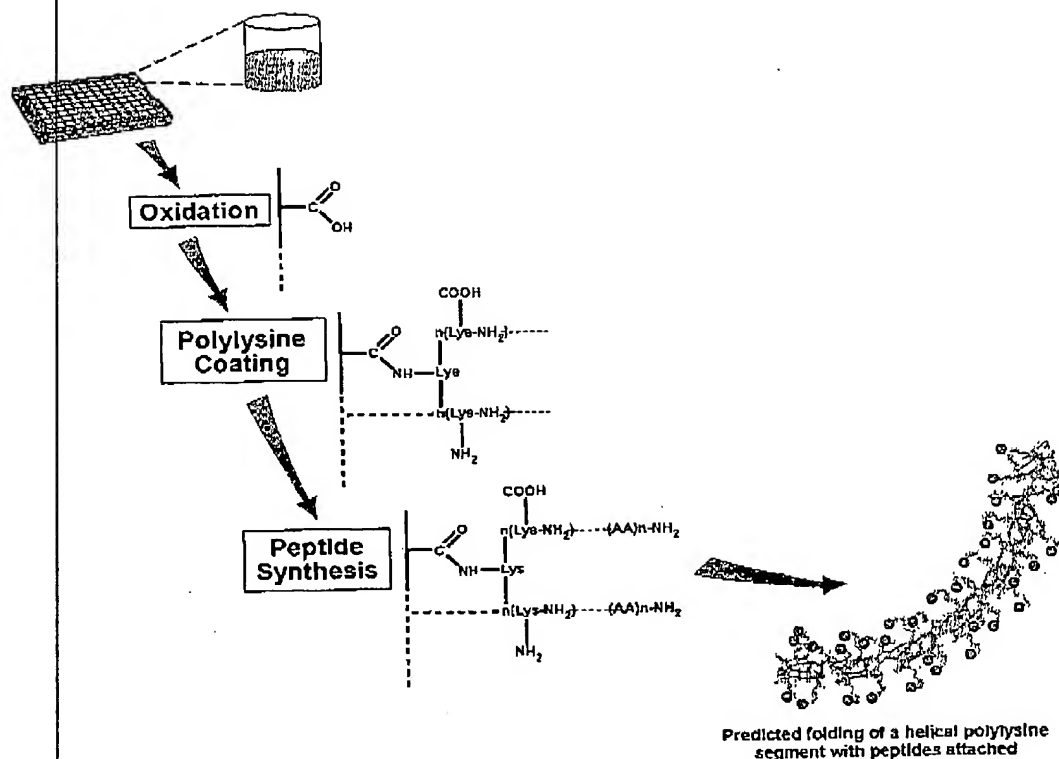 Oxidation
C
O
OH
Polylysine
Coating
COOH
n(Lys-NH₂)
O
C
NH
Lys
n(Lys-NH₂)
NH₂
Peptide
Synthesis
COOH
n(Lys-NH₂)----(AA)n-NH₂
O
C
NH
Lys
n(Lys-NH₂)----(AA)n-NH₂
NH₂
Predicted folding of a helical polylysine
segment with peptides attached